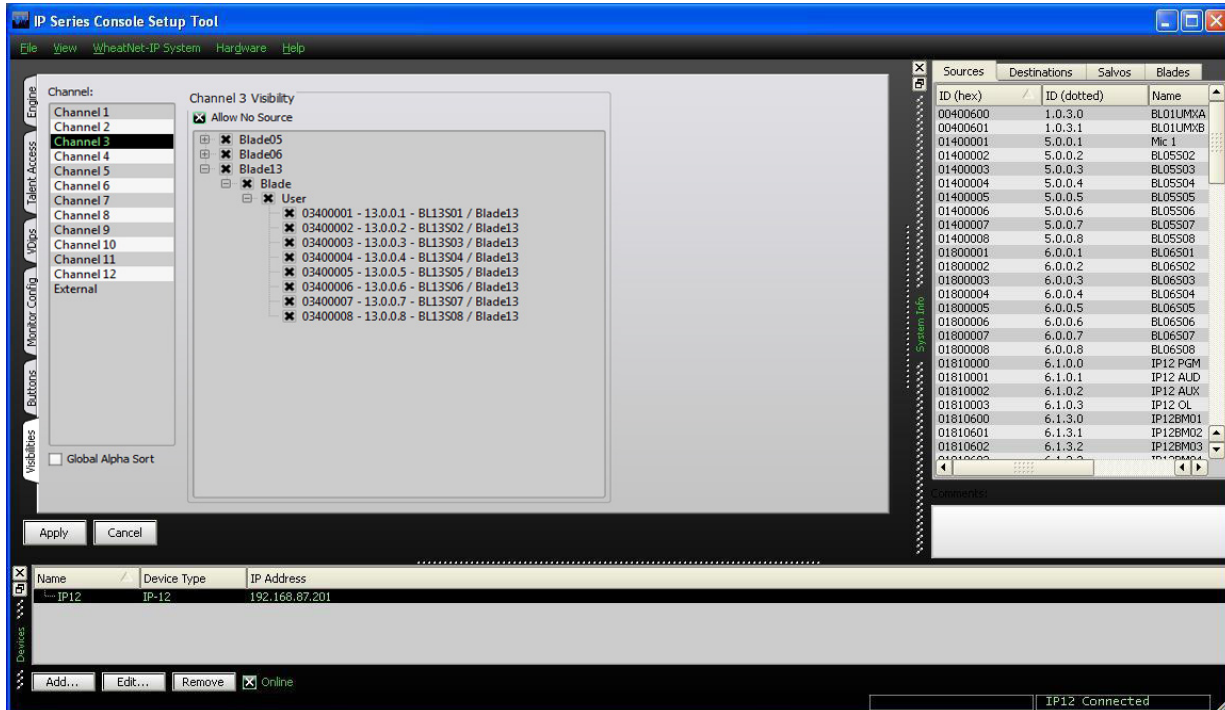 IP Series Console Setup Tool
File View WheatNet-IP System Hardware Help
Engine
Talent Access
VDips
Monitor Config
Buttons
Visibilities
Channel:
Channel 1
Channel 2
Channel 3
Channel 4
Channel 5
Channel 6
Channel 7
Channel 8
Channel 9
Channel 10
Channel 11
Channel 12
External
Global Alpha Sort
Channel 3 Visibility
Allow No Source
Blade05
Blade06
Blade13
Blade
User
03400001 - 13.0.0.1 - BL13S01 / Blade13
03400002 - 13.0.0.2 - BL13S02 / Blade13
03400003 - 13.0.0.3 - BL13S03 / Blade13
03400004 - 13.0.0.4 - BL13S04 / Blade13
03400005 - 13.0.0.5 - BL13S05 / Blade13
03400006 - 13.0.0.6 - BL13S06 / Blade13
03400007 - 13.0.0.7 - BL13S07 / Blade13
03400008 - 13.0.0.8 - BL13S08 / Blade13
Apply Cancel
System Info
Sources Destinations Salvos Blades
ID (hex) ID (dotted) Name
00400600 1.0.3.0 BL01UMXA
00400601 1.0.3.1 BL01UMXB
01400001 5.0.0.1 Mic 1
01400002 5.0.0.2 BL05S02
01400003 5.0.0.3 BL05S03
01400004 5.0.0.4 BL05S04
01400005 5.0.0.5 BL05S05
01400006 5.0.0.6 BL05S06
01400007 5.0.0.7 BL05S07
01400008 5.0.0.8 BL05S08
01800001 6.0.0.1 BL06S01
01800002 6.0.0.2 BL06S02
01800003 6.0.0.3 BL06S03
01800004 6.0.0.4 BL06S04
01800005 6.0.0.5 BL06S05
01800006 6.0.0.6 BL06S06
01800007 6.0.0.7 BL06S07
01800008 6.0.0.8 BL06S08
01810000 6.1.0.0 IP12 PGM
01810001 6.1.0.1 IP12 AUD
01810002 6.1.0.2 IP12 AUX
01810003 6.1.0.3 IP12 OL
01810600 6.1.3.0 IP12BM01
01810601 6.1.3.1 IP12BM02
01810602 6.1.3.2 IP12BM03
Comments:
Devices
Name Device Type IP Address
IP12 IP-12 192.168.87.201
Add... Edit... Remove Online
IP12 Connected